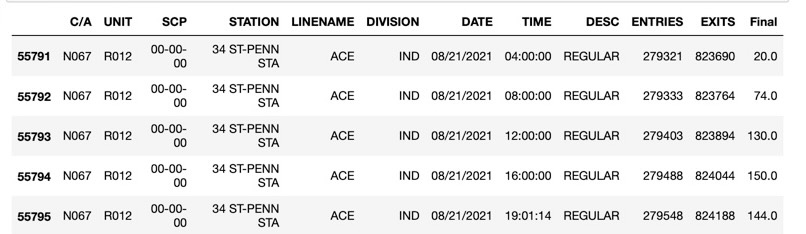 C/A UNIT SCP STATION LINENAME DIVISION DATE TIME DESC ENTRIES EXITS Final
55791 N067 R012 00-00-00 34 ST-PENN STA ACE IND 08/21/2021 04:00:00 REGULAR 279321 823690 20.0
55792 N067 R012 00-00-00 34 ST-PENN STA ACE IND 08/21/2021 08:00:00 REGULAR 279333 823764 74.0
55793 N067 R012 00-00-00 34 ST-PENN STA ACE IND 08/21/2021 12:00:00 REGULAR 279403 823894 130.0
55794 N067 R012 00-00-00 34 ST-PENN STA ACE IND 08/21/2021 16:00:00 REGULAR 279488 824044 150.0
55795 N067 R012 00-00-00 34 ST-PENN STA ACE IND 08/21/2021 19:01:14 REGULAR 279548 824188 144.0